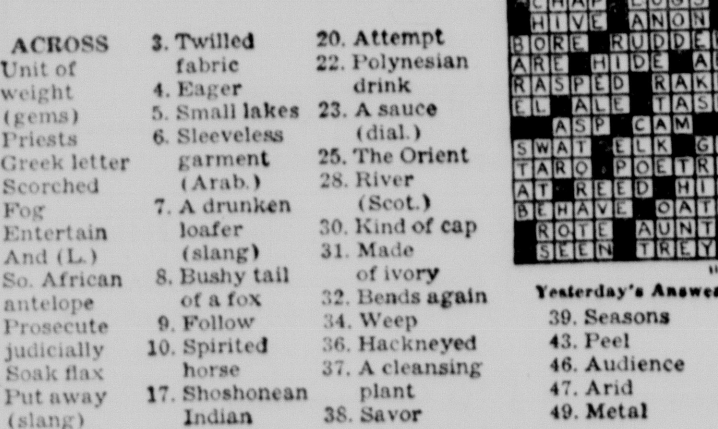 ACROSS
Unit of
weight
(gems)
Priests
Greek letter
Scorched
Fog
Entertain
And (L.)
So. African
antelope
Prosecute
judicially
Soak flax
Put away
(slang)
3. Twilled
fabric
4. Eager
5. Small lakes
6. Sleeveless
garment
(Arab.)
7. A drunken
loafer
(slang)
8. Bushy tail
of a fox
9. Follow
10. Spirited
horse
17. Shoshonean
Indian
20. Attempt
22. Polynesian
drink
23. A sauce
(dial.)
25. The Orient
28. River
(Scot.)
30. Kind of cap
31. Made
of ivory
32. Bends again
34. Weep
36. Hackneyed
37. A cleansing
plant
38. Savor
CHAP LUGS
HIVE ANON
BORE RUDDE
ARE HIDE A
RASPED RAK
EL ALE TAS
ASP CAM
SWAT ELK G
TARO POETR
AT REED HI
BEHAVE OAT
ROTE AUNT
SEEN TREY
Yesterday's Answer
39. Seasons
43. Peel
46. Audience
47. Arid
49. Metal